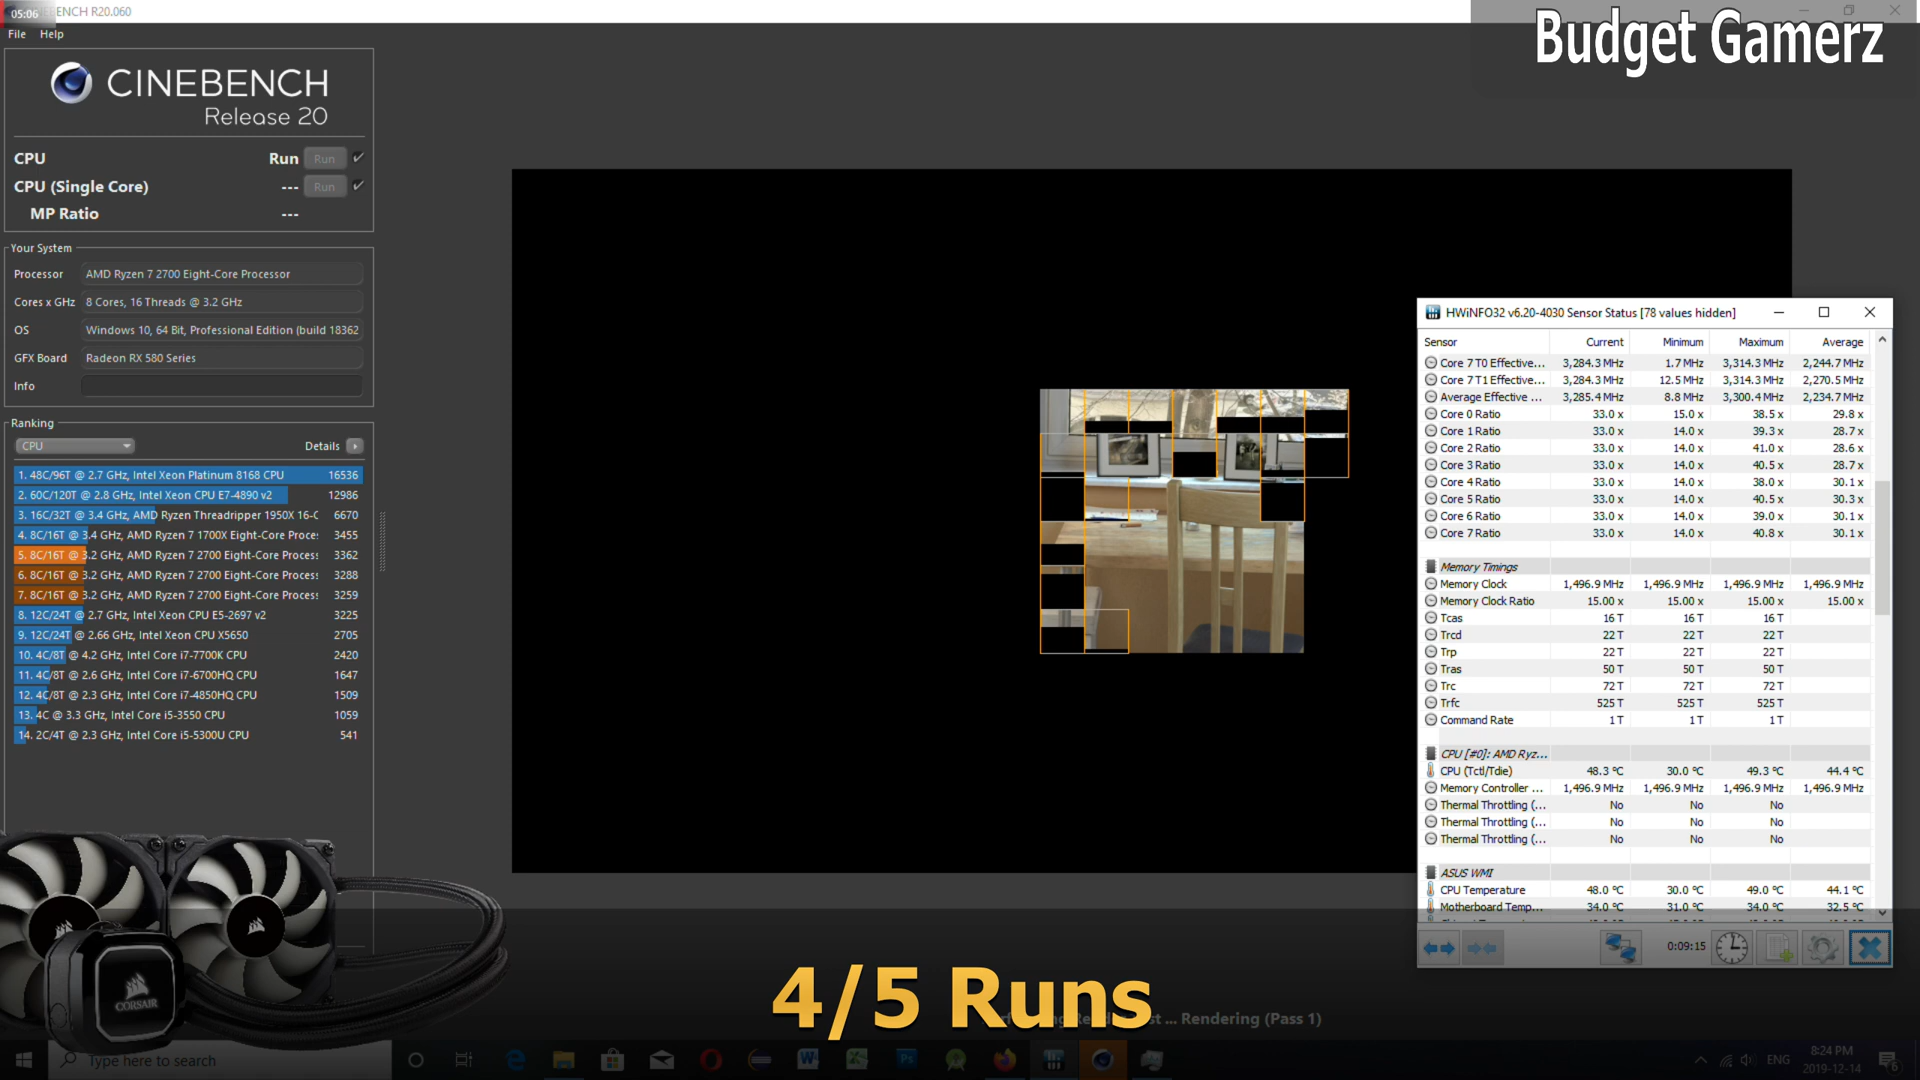 05:06
BENCH R20.060
Budget Gamerz
File Help
CINEBENCH
Release 20
CPU Run Run
CPU (Single Core) --- Run
MP Ratio ---
Your System
Processor AMD Ryzen 7 2700 Eight-Core Processor
Cores x GHz 8 Cores, 16 Threads @ 3.2 GHz
OS Windows 10, 64 Bit, Professional Edition (build 18362
GFX Board Radeon RX 580 Series
Info
Ranking
CPU Details
1. 48C/96T @ 2.7 GHz, Intel Xeon Platinum 8168 CPU 16536
2. 60C/120T @ 2.8 GHz, Intel Xeon CPU E7-4890 v2 12986
3. 16C/32T @ 3.4 GHz, AMD Ryzen Threadripper 1950X 16-C 6670
4. 8C/16T @ 3.4 GHz, AMD Ryzen 7 1700X Eight-Core Proce: 3455
5. 8C/16T @ 3.2 GHz, AMD Ryzen 7 2700 Eight-Core Process 3362
6. 8C/16T @ 3.2 GHz, AMD Ryzen 7 2700 Eight-Core Process 3288
7. 8C/16T @ 3.2 GHz, AMD Ryzen 7 2700 Eight-Core Process 3259
8. 12C/24T @ 2.7 GHz, Intel Xeon CPU E5-2697 v2 3225
9. 12C/24T @ 2.66 GHz, Intel Xeon CPU X5650 2705
10. 4C/8T @ 4.2 GHz, Intel Core i7-7700K CPU 2420
11. 4C/8T @ 2.6 GHz, Intel Core i7-6700HQ CPU 1647
12. 4C/8T @ 2.3 GHz, Intel Core i7-4850HQ CPU 1509
13. 4C @ 3.3 GHz, Intel Core i5-3550 CPU 1059
14. 2C/4T @ 2.3 GHz, Intel Core i5-5300U CPU 541
HWiNFO32 v6.20-4030 Sensor Status [78 values hidden]
Sensor Current Minimum Maximum Average
Core 7 T0 Effective... 3,284.3 MHz 1.7 MHz 3,314.3 MHz 2,244.7 MHz
Core 7 T1 Effective... 3,284.3 MHz 12.5 MHz 3,314.3 MHz 2,270.5 MHz
Average Effective ... 3,285.4 MHz 8.8 MHz 3,300.4 MHz 2,234.7 MHz
Core 0 Ratio 33.0 x 15.0 x 38.5 x 29.8 x
Core 1 Ratio 33.0 x 14.0 x 39.3 x 28.7 x
Core 2 Ratio 33.0 x 14.0 x 41.0 x 28.6 x
Core 3 Ratio 33.0 x 14.0 x 40.5 x 28.7 x
Core 4 Ratio 33.0 x 14.0 x 38.0 x 30.1 x
Core 5 Ratio 33.0 x 14.0 x 40.5 x 30.3 x
Core 6 Ratio 33.0 x 14.0 x 39.0 x 30.1 x
Core 7 Ratio 33.0 x 14.0 x 40.8 x 30.1 x
Memory Timings
Memory Clock 1,496.9 MHz 1,496.9 MHz 1,496.9 MHz 1,496.9 MHz
Memory Clock Ratio 15.00 x 15.00 x 15.00 x 15.00 x
Tcas 16 T 16 T 16 T
Trcd 22 T 22 T 22 T
Trp 22 T 22 T 22 T
Tras 50 T 50 T 50 T
Trc 72 T 72 T 72 T
Trfc 525 T 525 T 525 T
Command Rate 1 T 1 T 1 T
CPU [#0]: AMD Ryz...
CPU (Tctl/Tdie) 48.3 °C 30.0 °C 49.3 °C 44.4 °C
Memory Controller ... 1,496.9 MHz 1,496.9 MHz 1,496.9 MHz 1,496.9 MHz
Thermal Throttling (... No No No
Thermal Throttling (... No No No
Thermal Throttling (... No No No
ASUS WMI
CPU Temperature 48.0 °C 30.0 °C 49.0 °C 44.1 °C
Motherboard Temp... 34.0 °C 31.0 °C 34.0 °C 32.5 °C
0:09:15
CORSAIR
4/5 Runs
... Rendering (Pass 1)
Type here to search
ENG
8:24 PM
2019-12-14